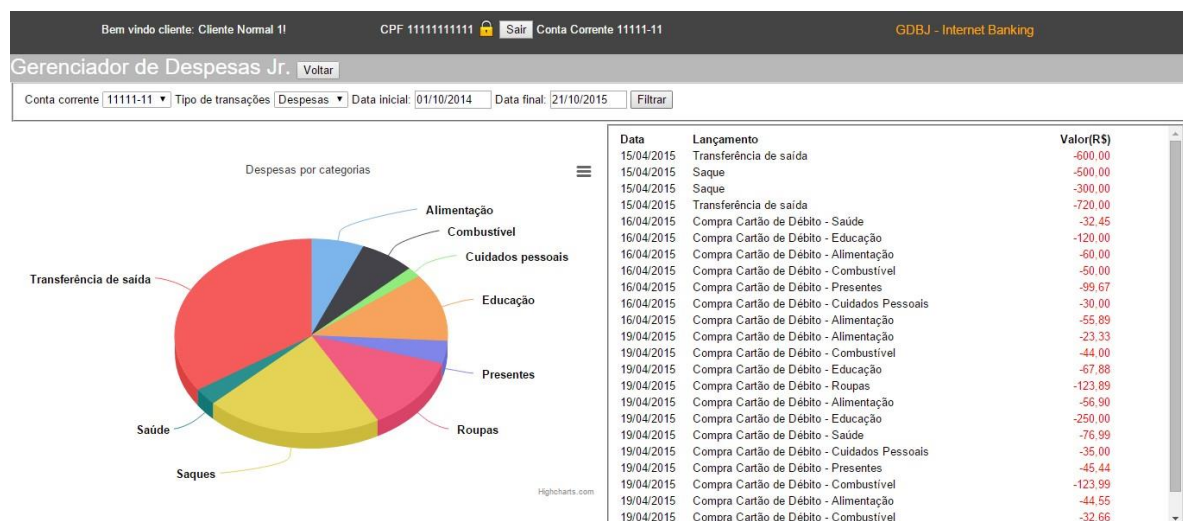 Bem vindo cliente: Cliente Normal 1! CPF 11111111111 Sair Conta Corrente 11111-11 GDBJ - Internet Banking
Gerenciador de Despesas Jr. Voltar
Conta corrente 11111-11 Tipo de transações Despesas Data inicial: 01/10/2014 Data final: 21/10/2015 Filtrar
Despesas por categorias
Alimentação
Combustível
Cuidados pessoais
Transferência de saída
Educação
Presentes
Saúde
Roupas
Saques
Highcharts.com
Data Lançamento Valor(R$)
15/04/2015 Transferência de saída -600,00
15/04/2015 Saque -500,00
15/04/2015 Saque -300,00
15/04/2015 Transferência de saída -720,00
16/04/2015 Compra Cartão de Débito - Saúde -32,45
16/04/2015 Compra Cartão de Débito - Educação -120,00
16/04/2015 Compra Cartão de Débito - Alimentação -60,00
16/04/2015 Compra Cartão de Débito - Combustível -50,00
16/04/2015 Compra Cartão de Débito - Presentes -99,67
16/04/2015 Compra Cartão de Débito - Cuidados Pessoais -30,00
16/04/2015 Compra Cartão de Débito - Alimentação -55,89
19/04/2015 Compra Cartão de Débito - Alimentação -23,33
19/04/2015 Compra Cartão de Débito - Combustível -44,00
19/04/2015 Compra Cartão de Débito - Educação -67,88
19/04/2015 Compra Cartão de Débito - Roupas -123,89
19/04/2015 Compra Cartão de Débito - Alimentação -56,90
19/04/2015 Compra Cartão de Débito - Educação -250,00
19/04/2015 Compra Cartão de Débito - Saúde -76,99
19/04/2015 Compra Cartão de Débito - Cuidados Pessoais -35,00
19/04/2015 Compra Cartão de Débito - Presentes -45,44
19/04/2015 Compra Cartão de Débito - Combustível -123,99
19/04/2015 Compra Cartão de Débito - Alimentação -44,55
19/04/2015 Compra Cartão de Débito - Combustível -32,66